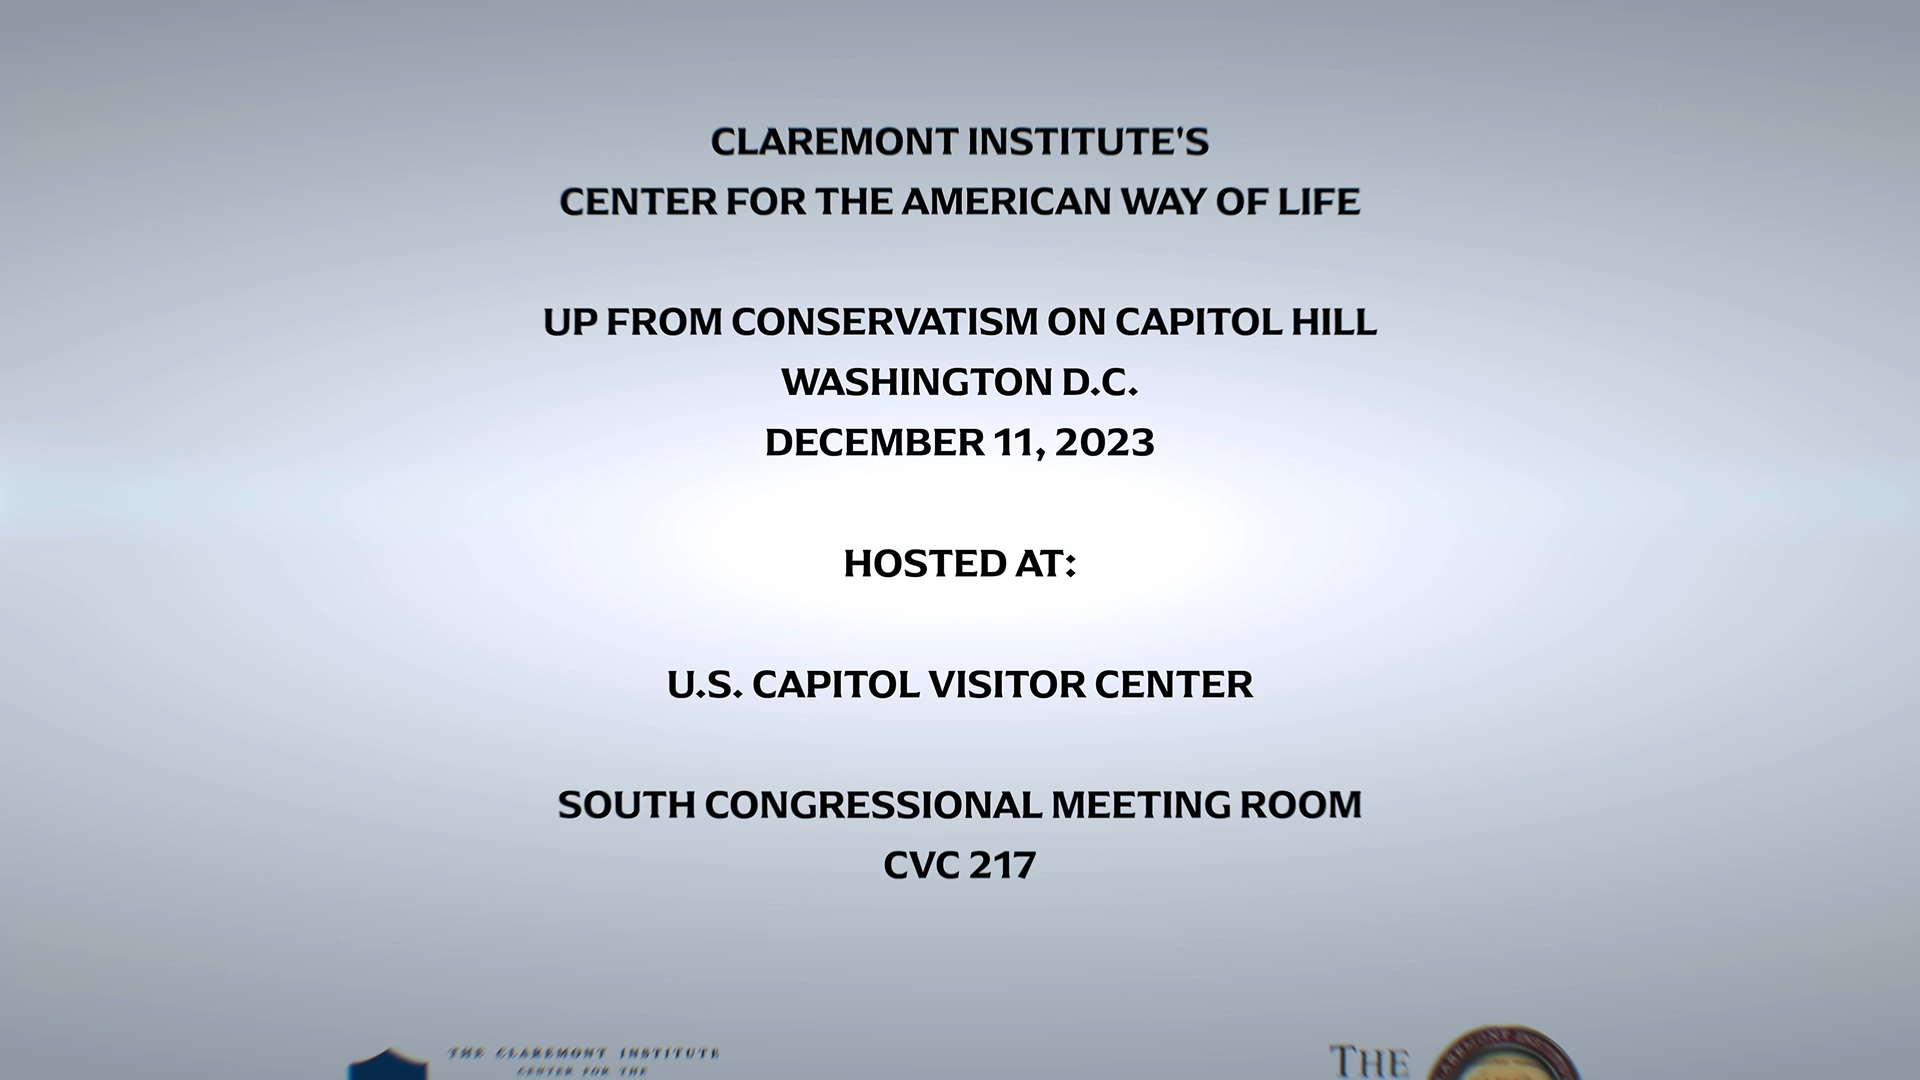 CLAREMONT INSTITUTE'S
CENTER FOR THE AMERICAN WAY OF LIFE
UP FROM CONSERVATISM ON CAPITOL HILL
WASHINGTON D.C.
DECEMBER 11, 2023
HOSTED AT:
U.S. CAPITOL VISITOR CENTER
SOUTH CONGRESSIONAL MEETING ROOM
CVC 217
THE CLAREMONT INSTITUTE
CENTER FOR THE
THE
CLAREMONT